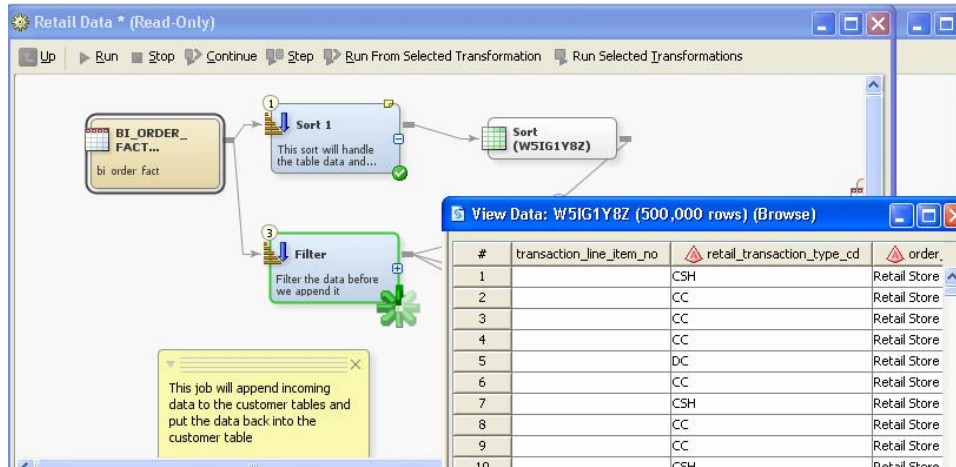 Retail Data * (Read-Only)
Up Run Stop Continue Step Run From Selected Transformation Run Selected Transformations
BI_ORDER_
FACT...
bi order fact
1
Sort 1
This sort will handle
the table data and...
Sort
(W5IG1Y8Z)
3
Filter
Filter the data before
we append it
This job will append incoming
data to the customer tables and
put the data back into the
customer table
View Data: W5IG1Y8Z (500,000 rows) (Browse)
# transaction_line_item_no retail_transaction_type_cd order_
1 CSH Retail Store
2 CC Retail Store
3 CC Retail Store
4 CC Retail Store
5 DC Retail Store
6 CC Retail Store
7 CSH Retail Store
8 CC Retail Store
9 CC Retail Store
10 CSH Retail Store